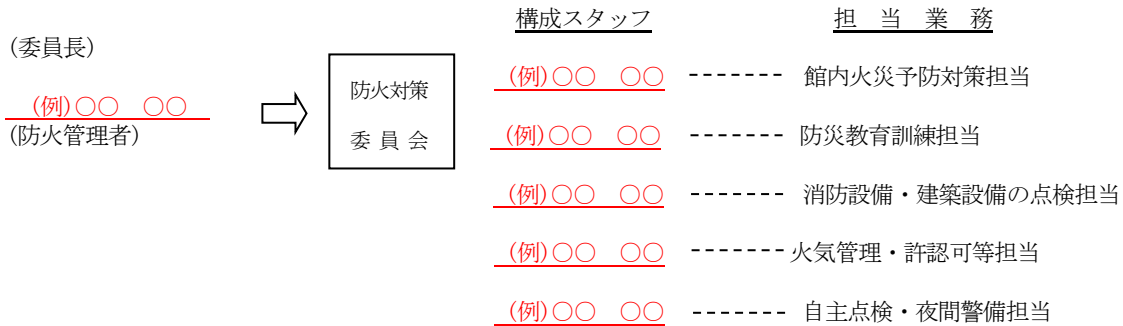 構成スタッフ 担 当 業 務
(委員長)
(例)○○ ○○
(防火管理者)
防火対策
委 員 会
(例)○○ ○○ ------- 館内火災予防対策担当
(例)○○ ○○ ------- 防災教育訓練担当
(例)○○ ○○ ------- 消防設備・建築設備の点検担当
(例)○○ ○○ ------- 火気管理・許認可等担当
(例)○○ ○○ ------- 自主点検・夜間警備担当